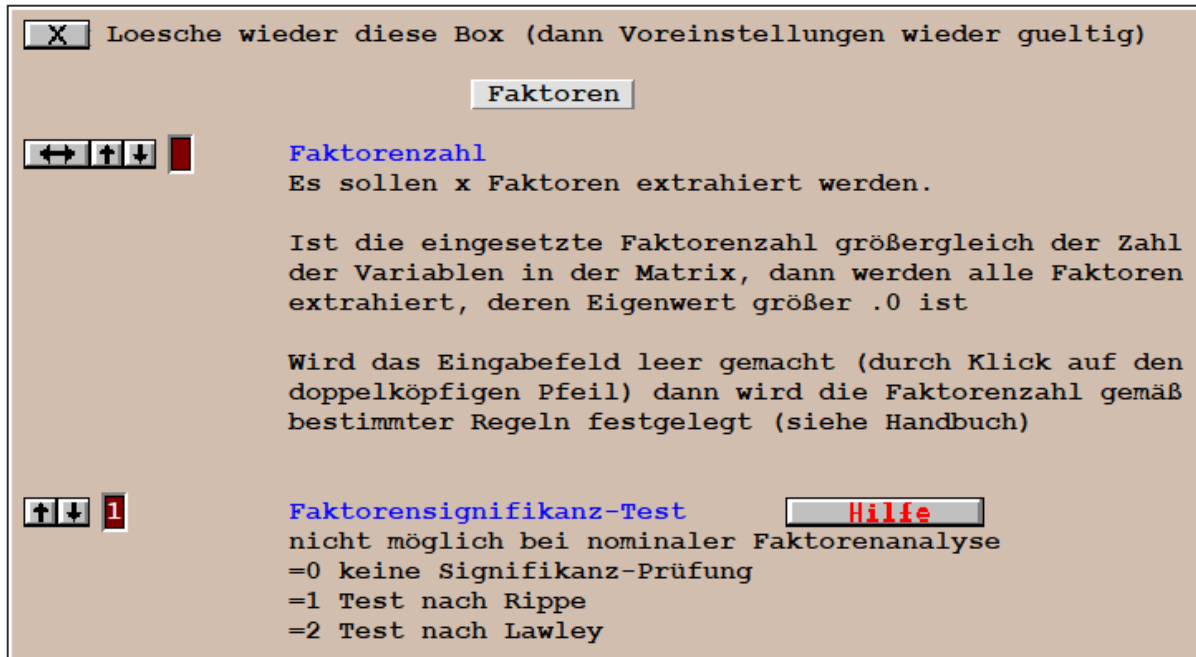 X Loesche wieder diese Box (dann Voreinstellungen wieder gueltig)
Faktoren
Faktorenzahl
Es sollen x Faktoren extrahiert werden.
Ist die eingesetzte Faktorenzahl größergleich der Zahl
der Variablen in der Matrix, dann werden alle Faktoren
extrahiert, deren Eigenwert größer .0 ist
Wird das Eingabefeld leer gemacht (durch Klick auf den
doppelköpfigen Pfeil) dann wird die Faktorenzahl gemäß
bestimmter Regeln festgelegt (siehe Handbuch)
1 Faktorensignifikanz-Test Hilfe
nicht möglich bei nominaler Faktorenanalyse
=0 keine Signifikanz-Prüfung
=1 Test nach Rippe
=2 Test nach Lawley